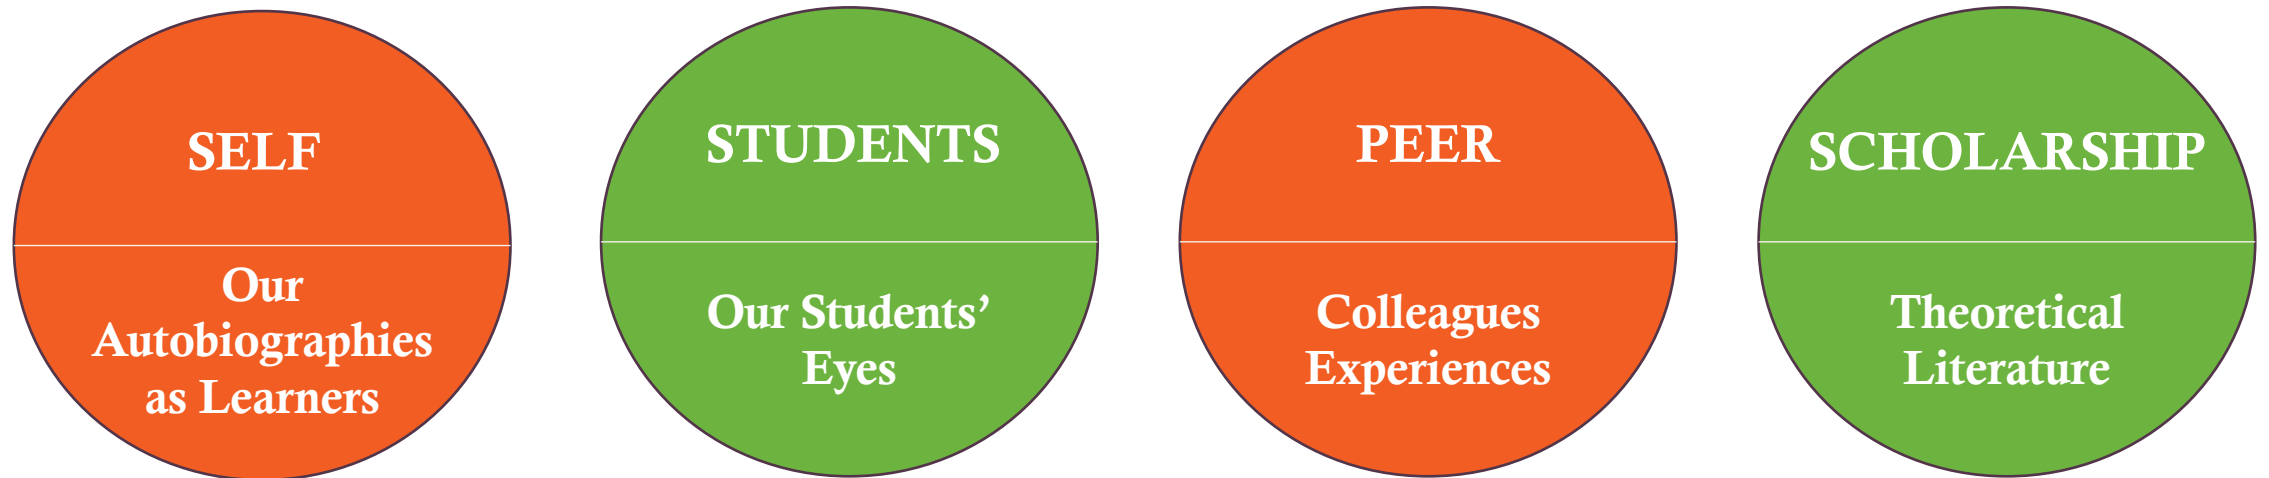 SELF
Our
Autobiographies
as Learners
STUDENTS
Our Students’
Eyes
PEER
Colleagues
Experiences
SCHOLARSHIP
Theoretical
Literature